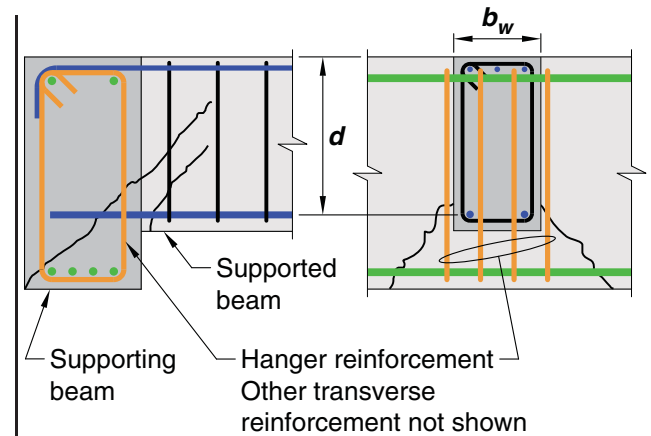 b_w
d
Supported
beam
Supporting
beam
Hanger reinforcement
Other transverse
reinforcement not shown